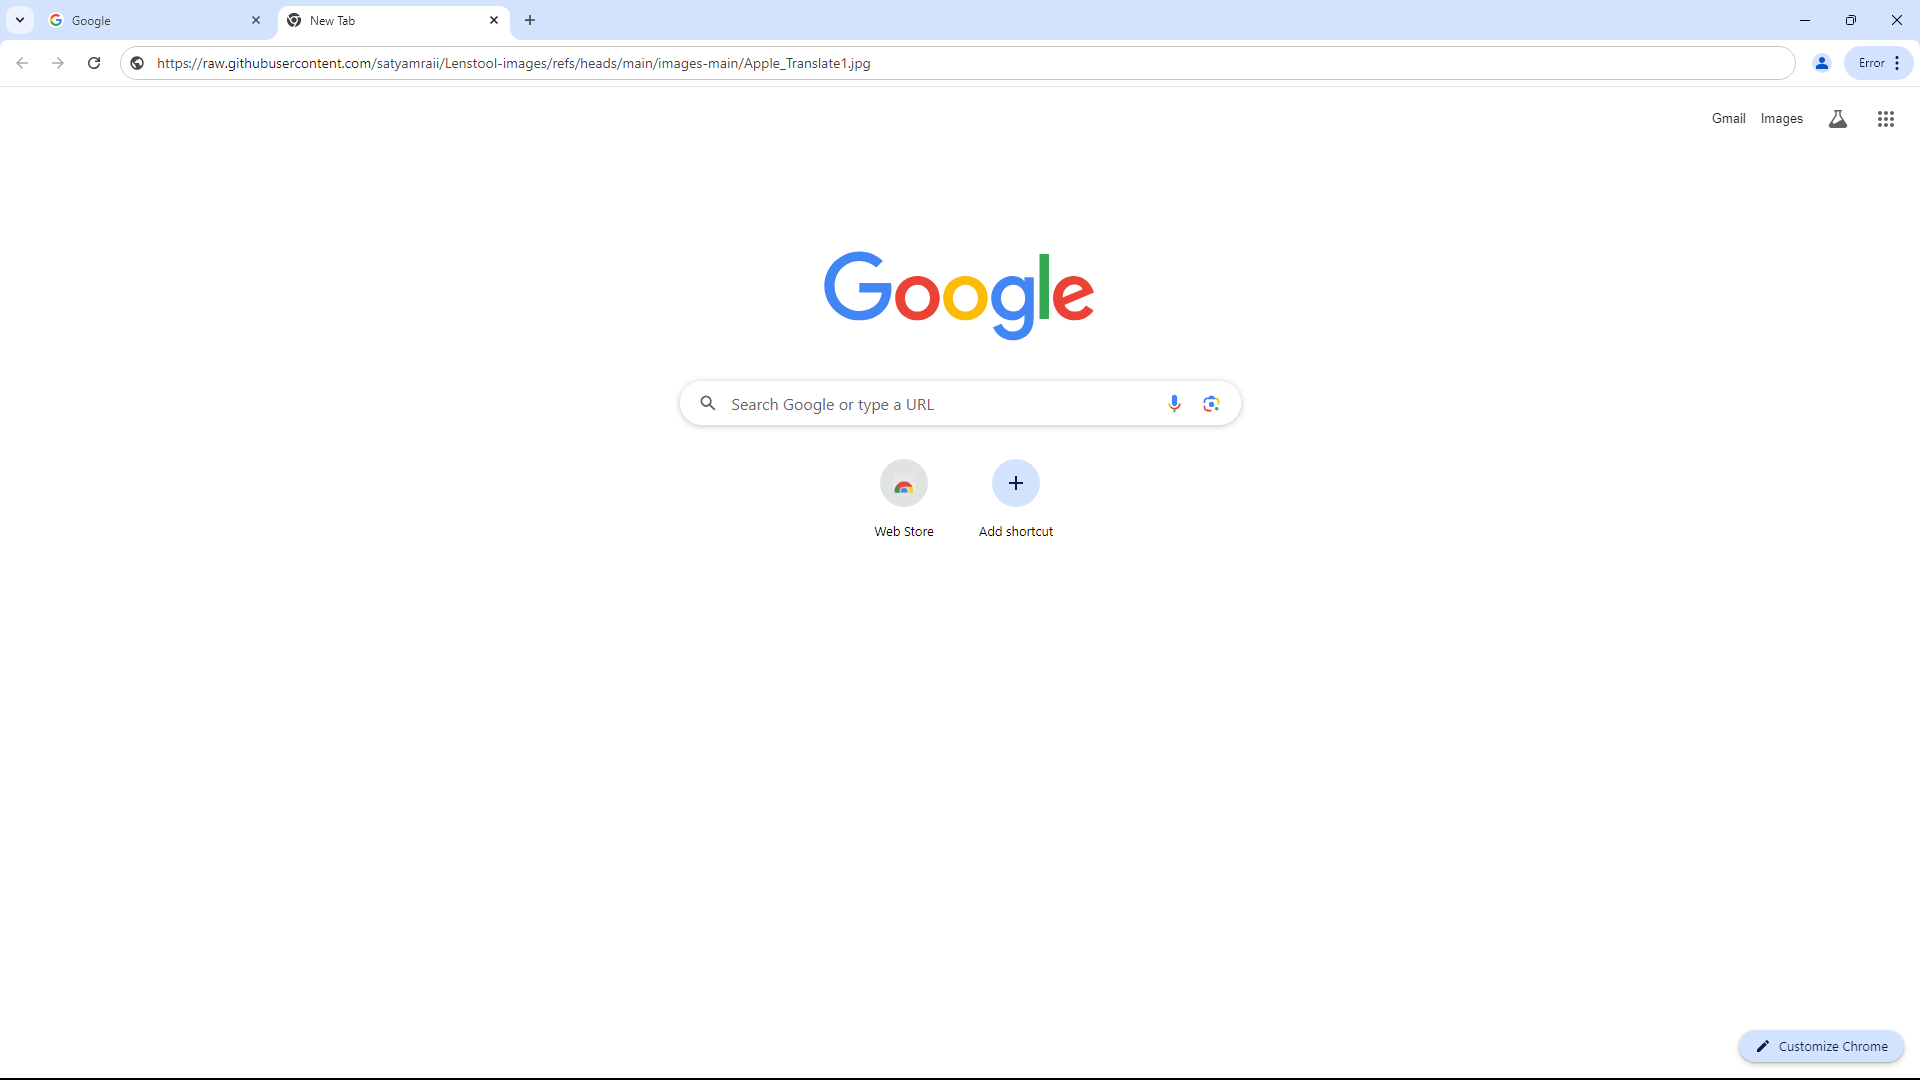 Google
New Tab
https://raw.githubusercontent.com/satyamraii/Lenstool-images/refs/heads/main/images-main/Apple_Translate1.jpg
Error
Gmail
Images
Google
Search Google or type a URL
Web Store
Add shortcut
Customize Chrome